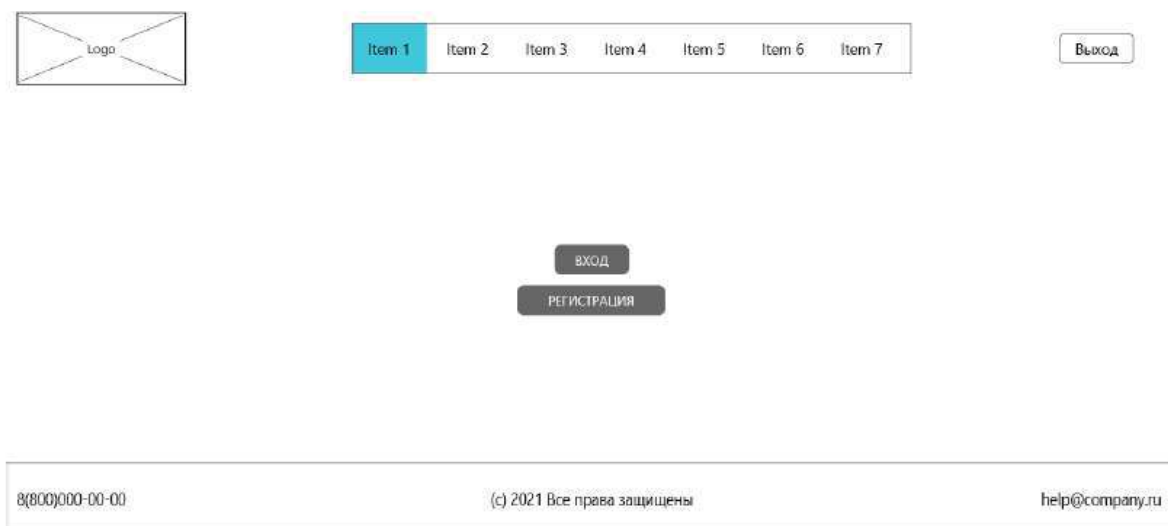 Logo
Item 1 Item 2 Item 3 Item 4 Item 5 Item 6 Item 7
Выход
ВХОД
РЕГИСТРАЦИЯ
8(800)000-00-00
(c) 2021 Все права защищены
help@company.ru